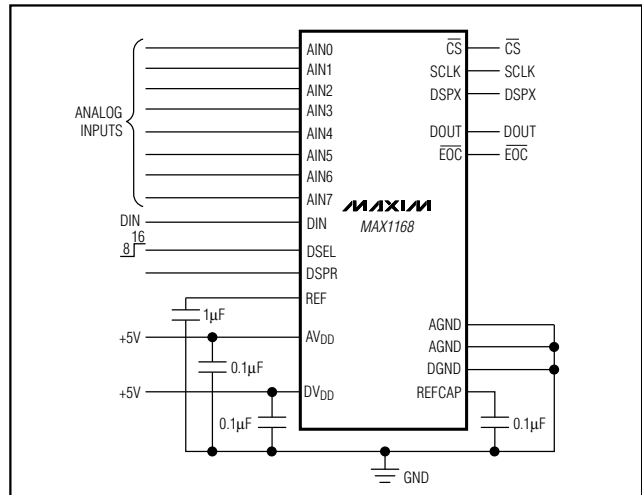 AIN0
AIN1
AIN2
AIN3
AIN4
AIN5
AIN6
AIN7
DIN
DSEL
DSPR
REF
AVDD
DVDD
ANALOG
INPUTS
DIN
16
8
1µF
+5V
0.1µF
+5V
0.1µF
MAXIM
MAX1168
CS
SCLK
DSPX
DOUT
EOC
CS
SCLK
DSPX
DOUT
EOC
AGND
AGND
DGND
REFCAP
0.1µF
GND